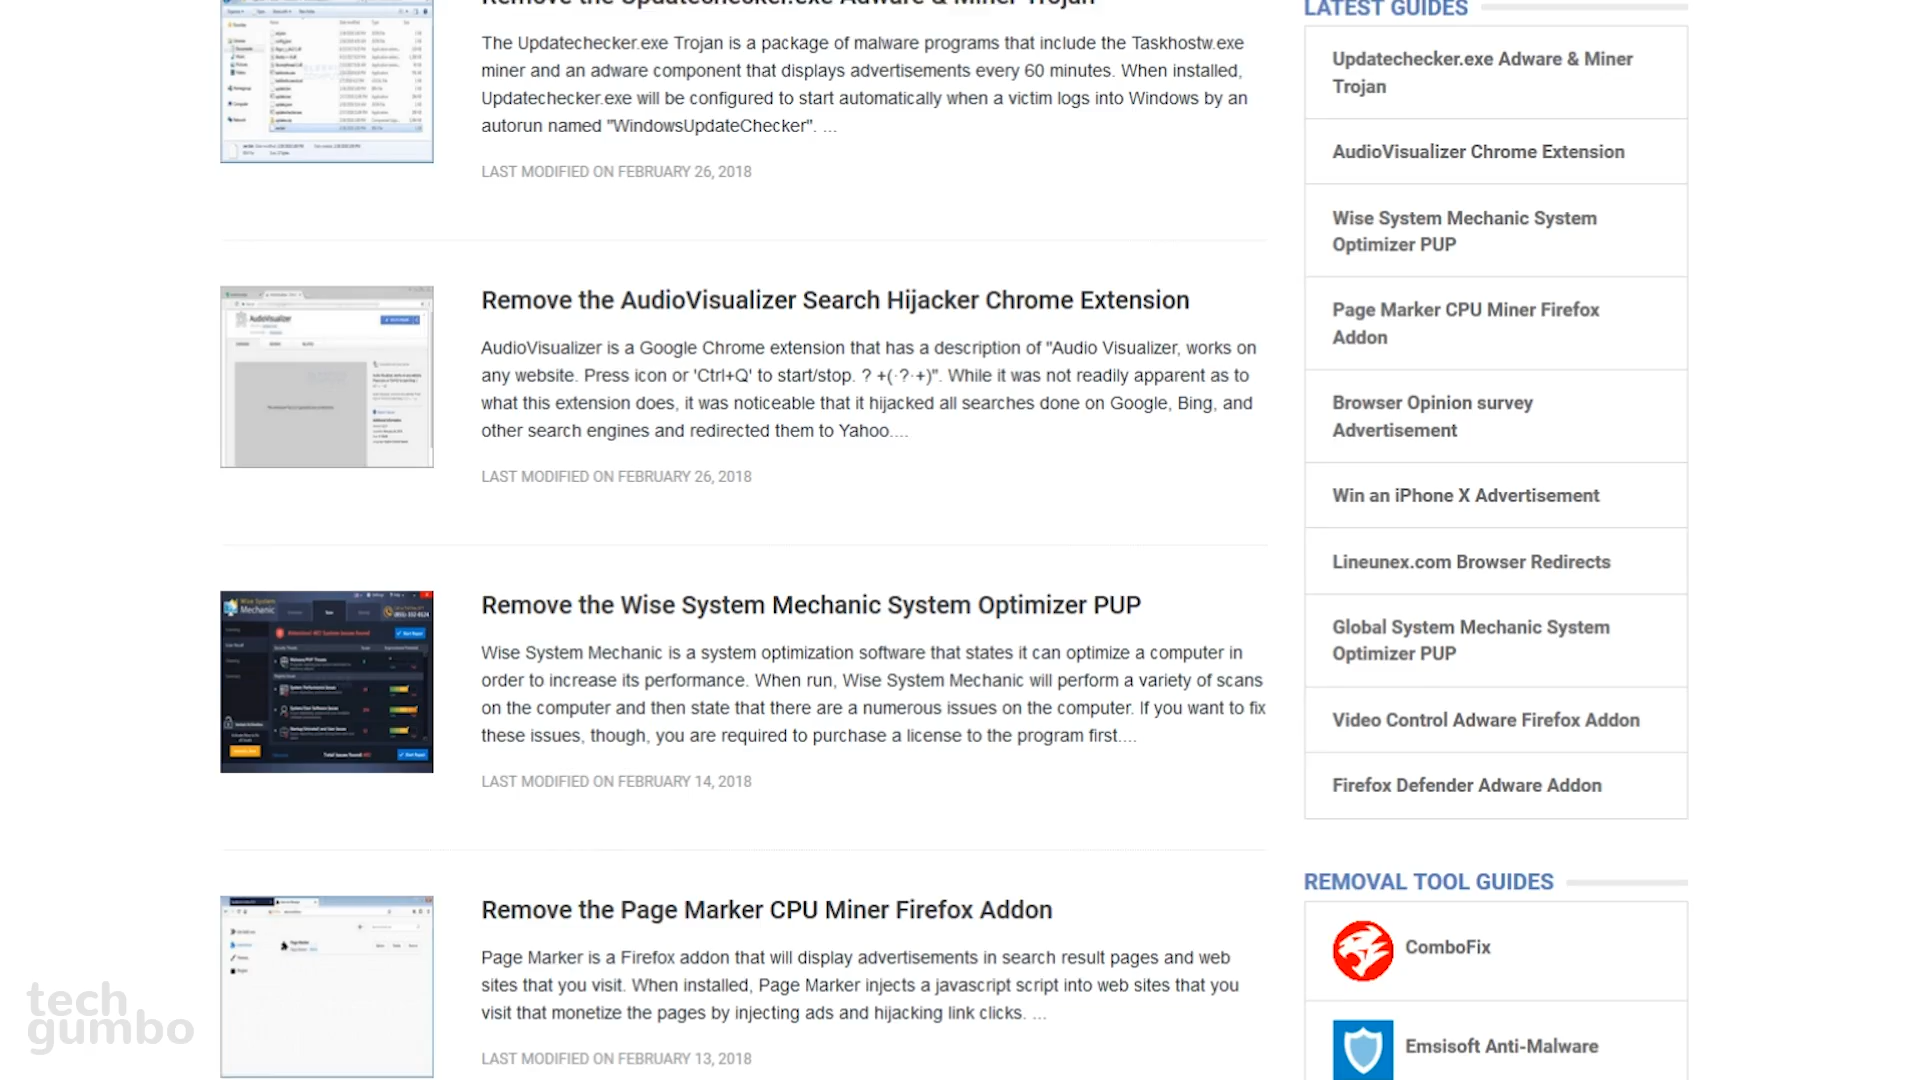 Remove the Updatechecker.exe Adware & Miner Trojan
The Updatechecker.exe Trojan is a package of malware programs that include the Taskhostw.exe
miner and an adware component that displays advertisements every 60 minutes. When installed,
Updatechecker.exe will be configured to start automatically when a victim logs into Windows by an
autorun named "WindowsUpdateChecker". ...
LAST MODIFIED ON FEBRUARY 26, 2018
AudioVisualizer
Remove the AudioVisualizer Search Hijacker Chrome Extension
AudioVisualizer is a Google Chrome extension that has a description of "Audio Visualizer, works on
any website. Press icon or 'Ctrl+Q' to start/stop. ? +(·?·+)". While it was not readily apparent as to
what this extension does, it was noticeable that it hijacked all searches done on Google, Bing, and
other search engines and redirected them to Yahoo....
LAST MODIFIED ON FEBRUARY 26, 2018
Wise System
Mechanic
Remove the Wise System Mechanic System Optimizer PUP
Wise System Mechanic is a system optimization software that states it can optimize a computer in
order to increase its performance. When run, Wise System Mechanic will perform a variety of scans
on the computer and then state that there are a numerous issues on the computer. If you want to fix
these issues, though, you are required to purchase a license to the program first....
LAST MODIFIED ON FEBRUARY 14, 2018
Page Marker
Remove the Page Marker CPU Miner Firefox Addon
Page Marker is a Firefox addon that will display advertisements in search result pages and web
sites that you visit. When installed, Page Marker injects a javascript script into web sites that you
visit that monetize the pages by injecting ads and hijacking link clicks. ...
LAST MODIFIED ON FEBRUARY 13, 2018
LATEST GUIDES
Updatechecker.exe Adware & Miner
Trojan
AudioVisualizer Chrome Extension
Wise System Mechanic System
Optimizer PUP
Page Marker CPU Miner Firefox
Addon
Browser Opinion survey
Advertisement
Win an iPhone X Advertisement
Lineunex.com Browser Redirects
Global System Mechanic System
Optimizer PUP
Video Control Adware Firefox Addon
Firefox Defender Adware Addon
REMOVAL TOOL GUIDES
ComboFix
Emsisoft Anti-Malware
tech
gumbo